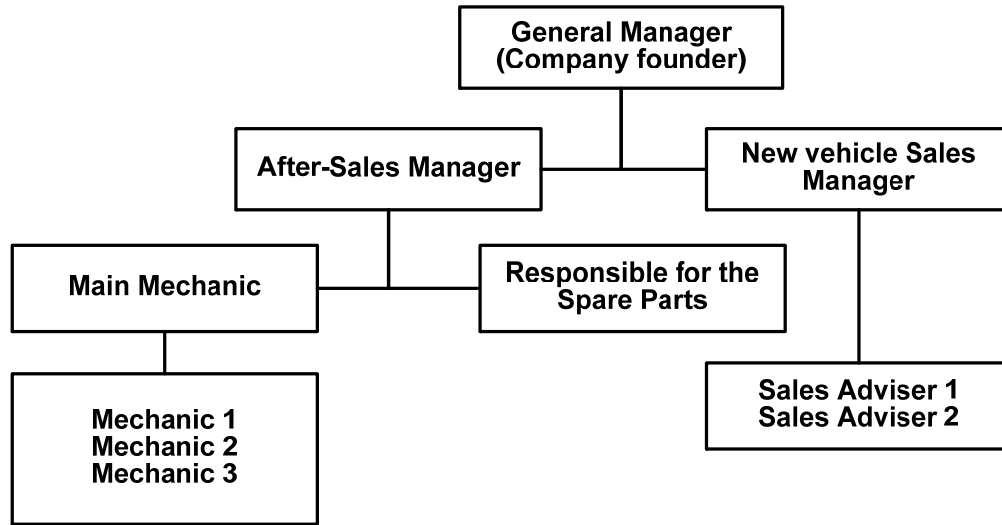 General Manager
(Company founder)
After-Sales Manager
New vehicle Sales
Manager
Main Mechanic
Responsible for the
Spare Parts
Mechanic 1
Mechanic 2
Mechanic 3
Sales Adviser 1
Sales Adviser 2